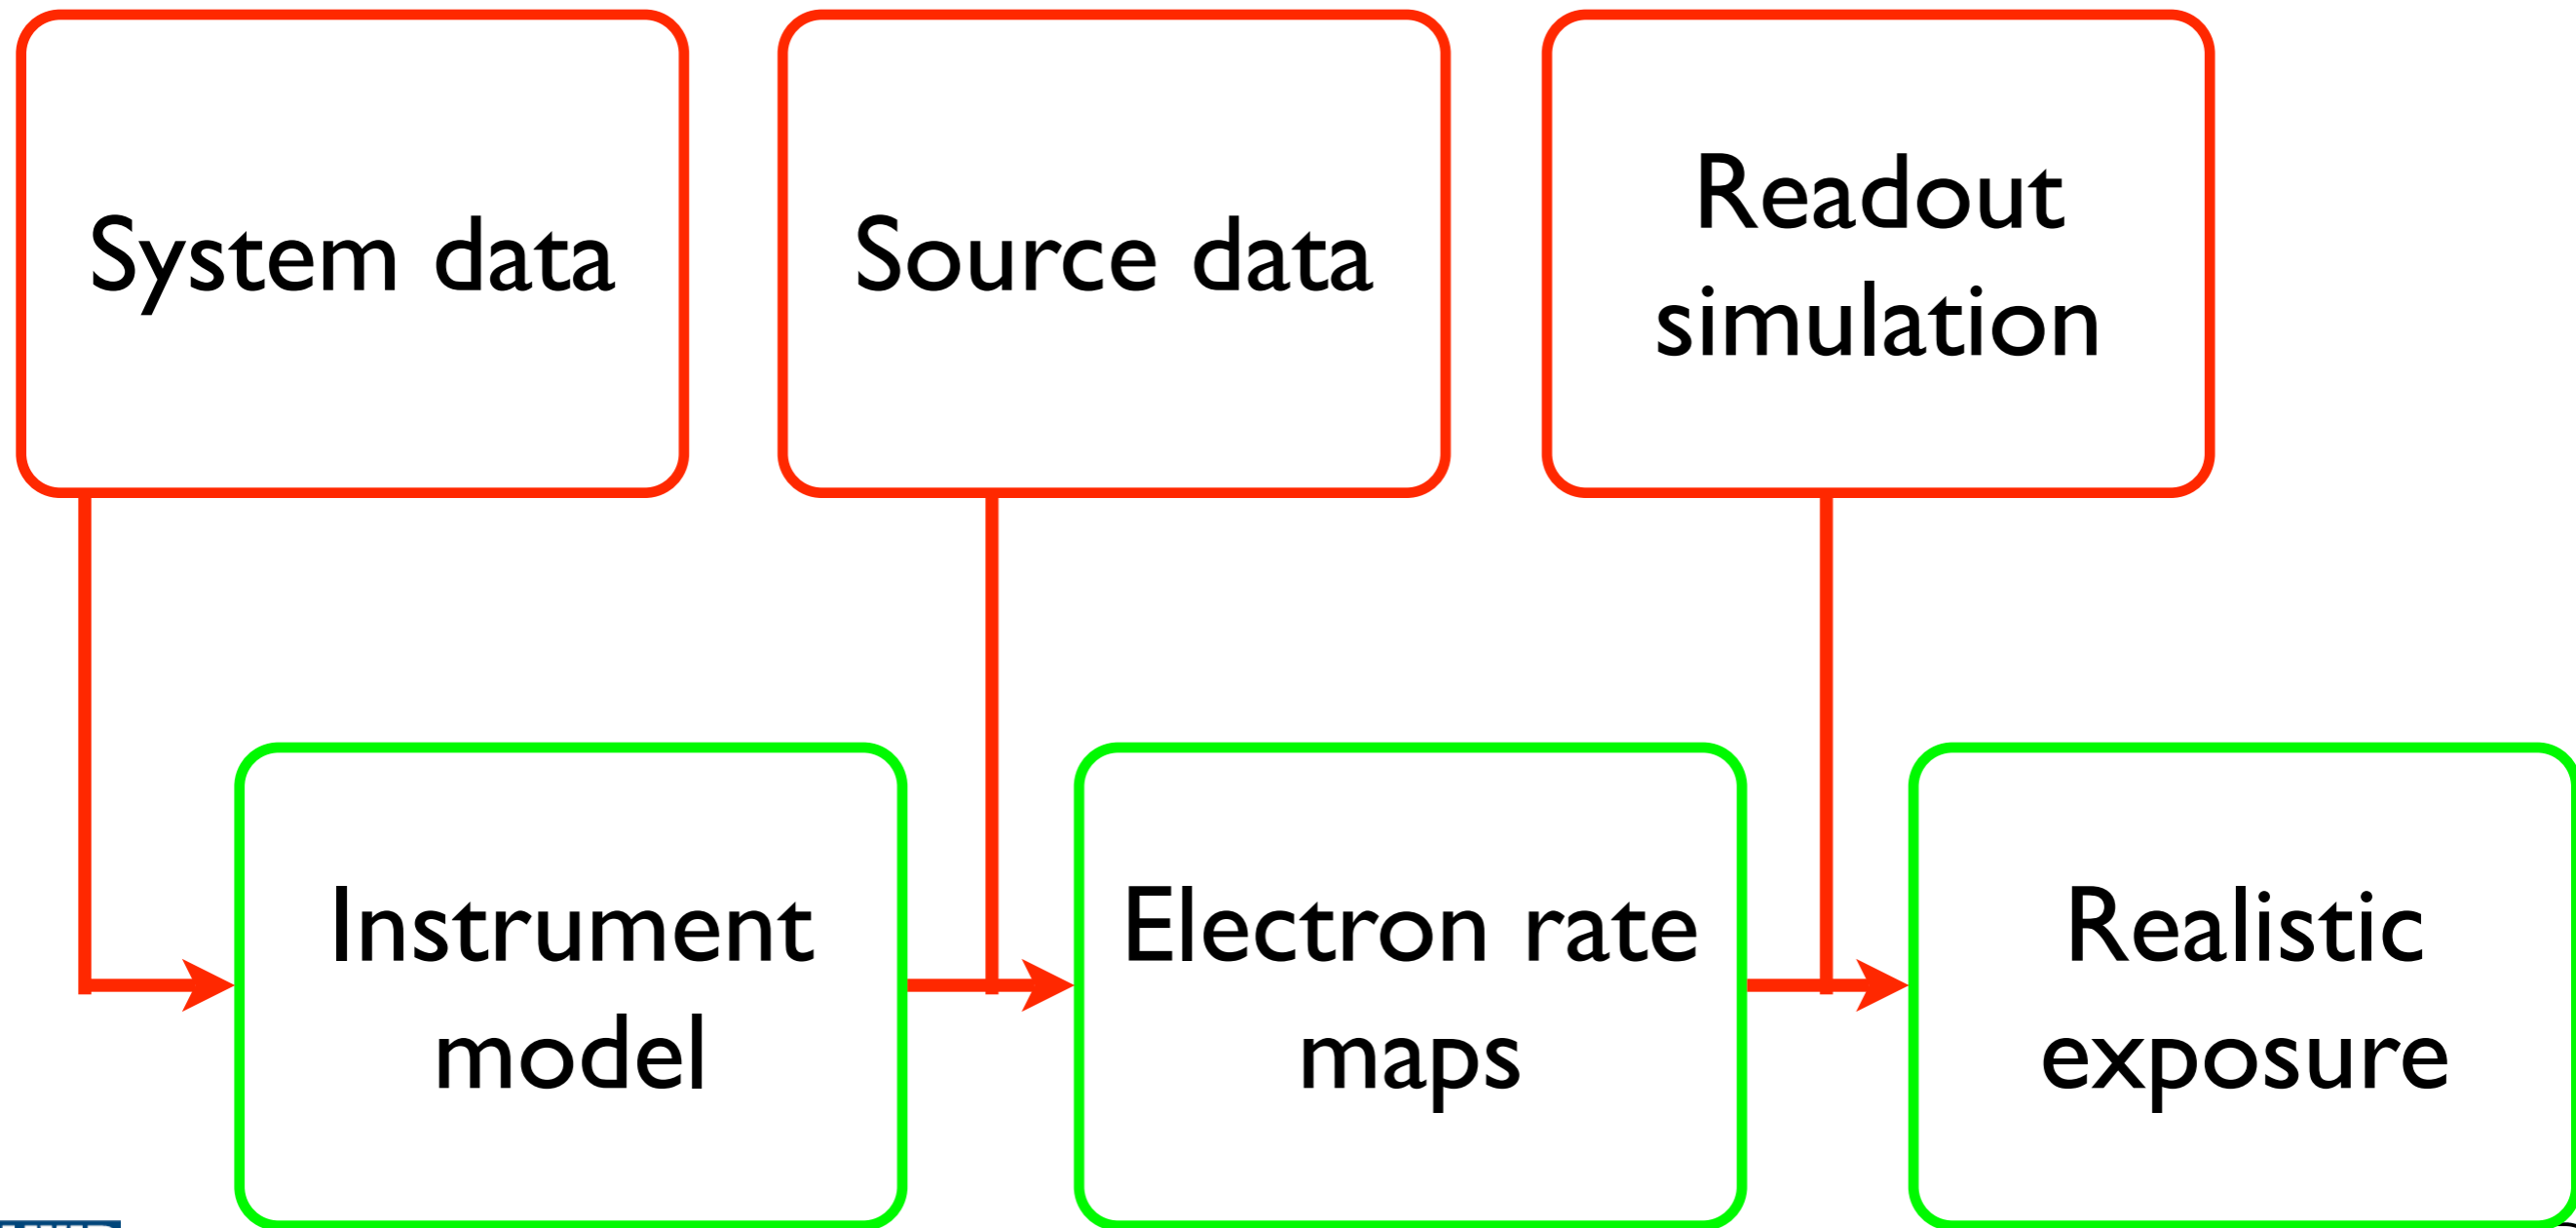 System data
Source data
Readout
simulation
Instrument
model
Electron rate
maps
Realistic
exposure